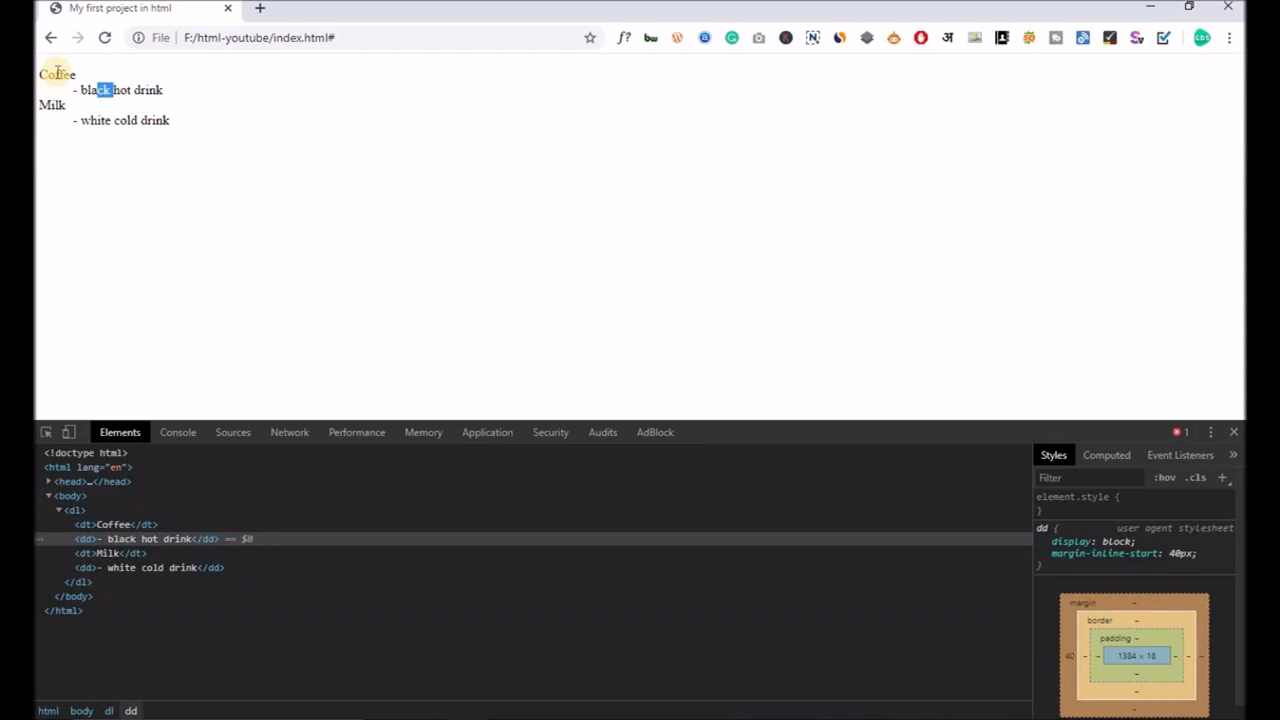 My first project in html
File F:/html-youtube/index.html#
Coffee
- black hot drink
Milk
- white cold drink
Elements Console Sources Network Performance Memory Application Security Audits AdBlock 1
<!doctype html>
<html lang="en">
<head>…</head>
<body>
<dl>
<dt>Coffee</dt>
<dd>- black hot drink</dd> == $0
<dt>Milk</dt>
<dd>- white cold drink</dd>
</dl>
</body>
</html>
html body dl dd
Styles Computed Event Listeners »
Filter :hov .cls +
element.style {
}
dd { user agent stylesheet
display: block;
margin-inline-start: 40px;
}
margin -
border -
padding -
40 - - 1384 × 18 - - -
-
-
-